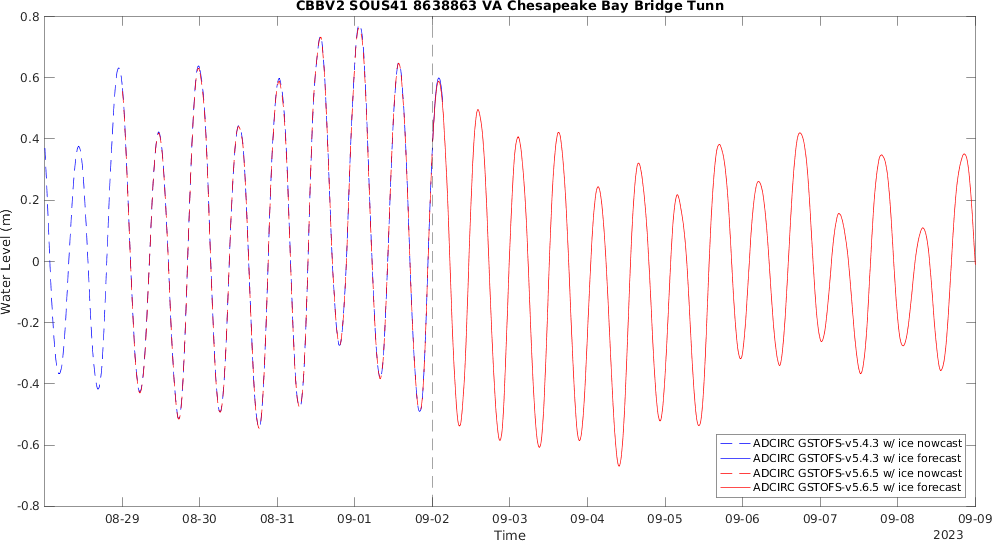 CBBV2 SOUS41 8638863 VA Chesapeake Bay Bridge Tunn
Water Level (m)
0.8
0.6
0.4
0.2
0
-0.2
-0.4
-0.6
-0.8
ADCIRC GSTOFS-v5.4.3 w/ ice nowcast
ADCIRC GSTOFS-v5.4.3 w/ ice forecast
ADCIRC GSTOFS-v5.6.5 w/ ice nowcast
ADCIRC GSTOFS-v5.6.5 w/ ice forecast
08-29 08-30 08-31 09-01 09-02 09-03 09-04 09-05 09-06 09-07 09-08 09-09
Time
2023